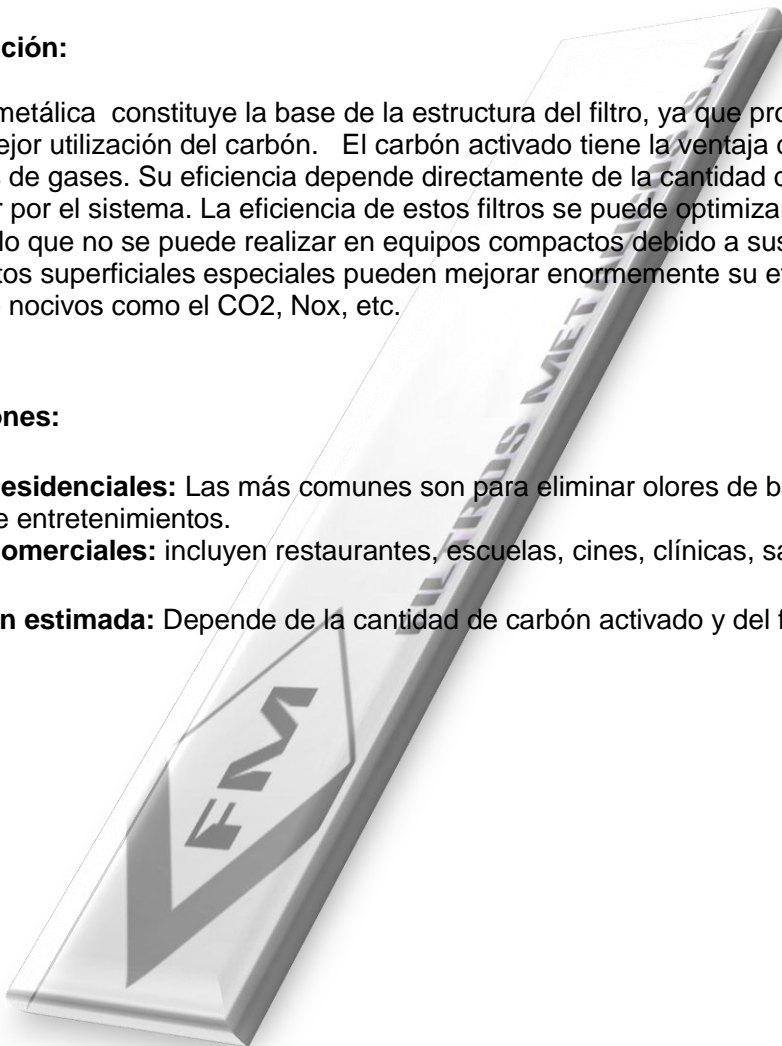 ción:
metálica constituye la base de la estructura del filtro, ya que pro
ejor utilización del carbón. El carbón activado tiene la ventaja d
s de gases. Su eficiencia depende directamente de la cantidad d
r por el sistema. La eficiencia de estos filtros se puede optimiza
lo que no se puede realizar en equipos compactos debido a sus
tos superficiales especiales pueden mejorar enormemente su e
nocivos como el CO2, Nox, etc.
ones:
esidenciales: Las más comunes son para eliminar olores de b
e entretenimientos.
omerciales: incluyen restaurantes, escuelas, cines, clínicas, sa
n estimada: Depende de la cantidad de carbón activado y del f
FILTROS METALICOS S.A.
FM